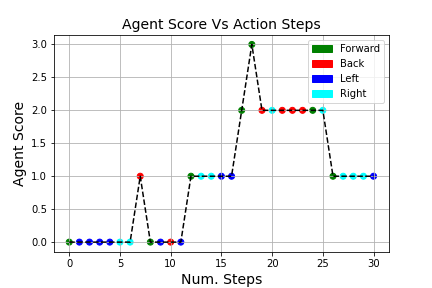 Agent Score Vs Action Steps
Agent Score
3.0
2.5
2.0
1.5
1.0
0.5
0.0
Forward
Back
Left
Right
0 5 10 15 20 25 30
Num. Steps